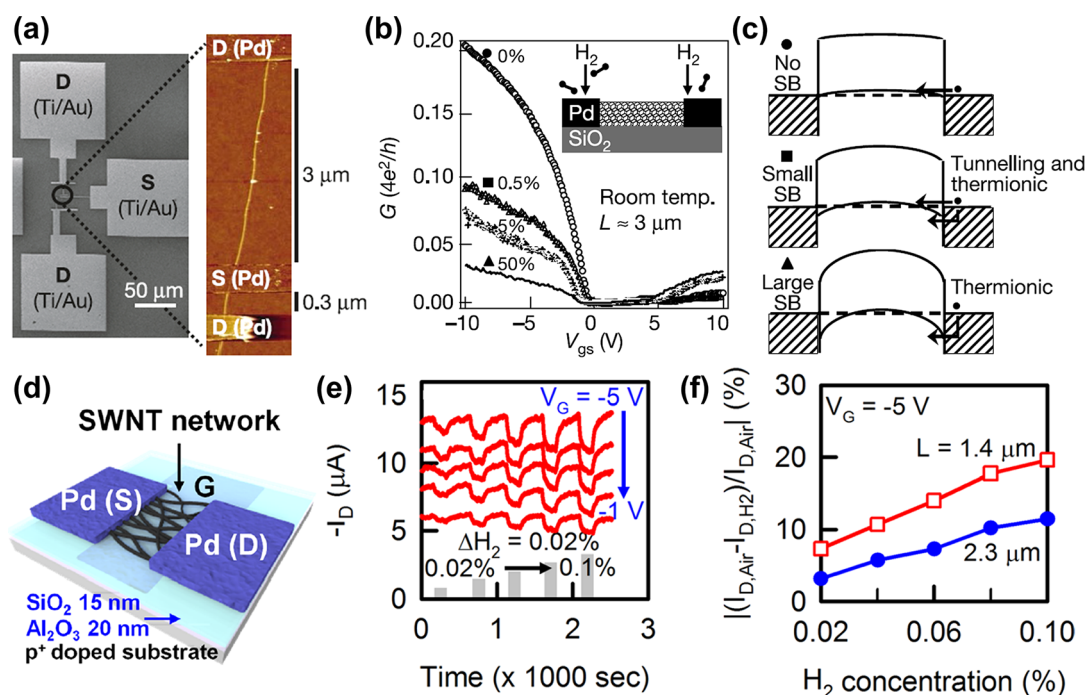 (a)
D
(Ti/Au)
S
(Ti/Au)
D
(Ti/Au)
50 μm
D (Pd)
3 μm
S (Pd)
0.3 μm
D (Pd)
(b)
G (4e²/h)
0.20
0.15
0.10
0.05
0.00
0%
0.5%
5%
50%
H₂
H₂
Pd
SiO₂
Room temp.
L ≈ 3 μm
−10
−5
0
5
10
Vgs (V)
(c)
No
SB
Small
SB
Tunnelling and
thermionic
Large
SB
Thermionic
(d)
SWNT network
G
Pd (S)
Pd (D)
SiO₂ 15 nm
Al₂O₃ 20 nm
p⁺ doped substrate
(e)
-I_D (μA)
15
10
5
0
V_G = -5 V
-1 V
ΔH₂ = 0.02%
0.02%
0.1%
0
1
2
3
Time (x 1000 sec)
(f)
|(I_D,Air-I_D,H2)/I_D,Air| (%)
30
20
10
0
V_G = -5 V
L = 1.4 μm
2.3 μm
0.02
0.06
0.10
H₂ concentration (%)